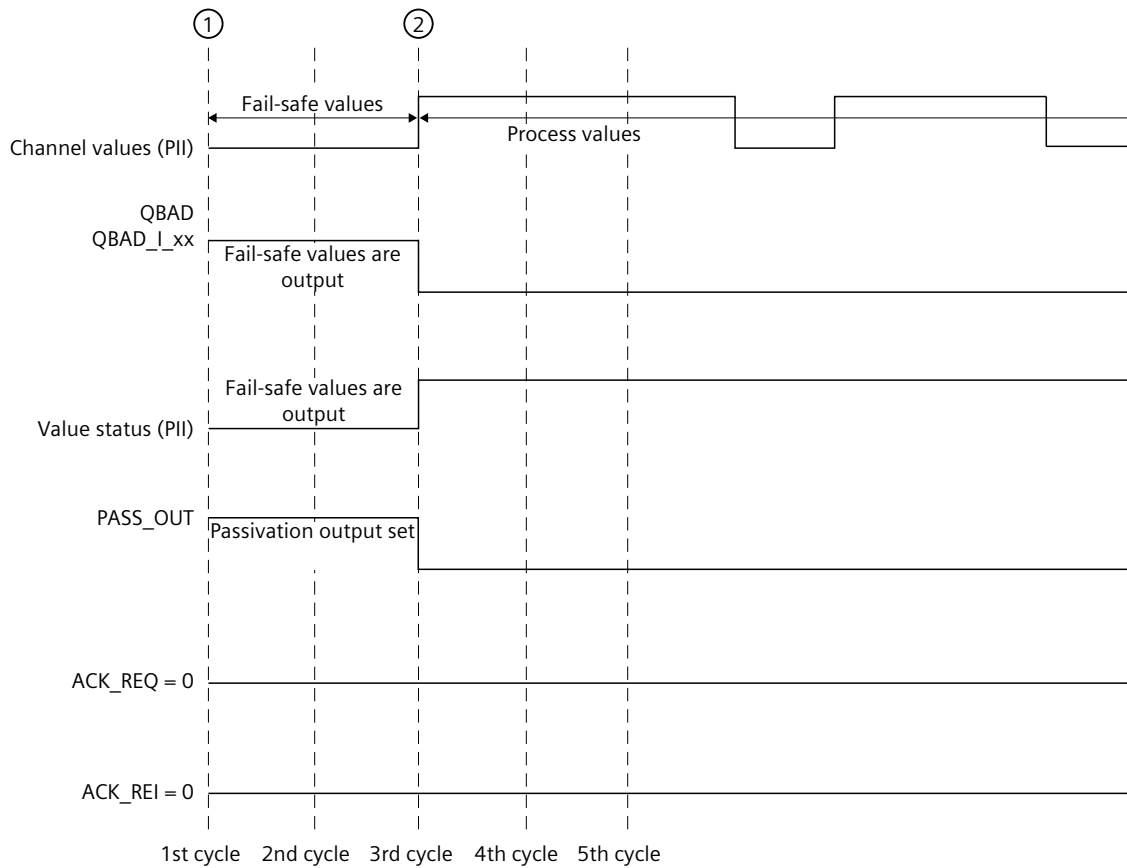 1 2
Fail-safe values
Process values
Channel values (PII)
QBAD
QBAD_I_xx
Fail-safe values are
output
Fail-safe values are
output
Value status (PII)
PASS_OUT
Passivation output set
ACK_REQ = 0
ACK_REI = 0
1st cycle 2nd cycle 3rd cycle 4th cycle 5th cycle